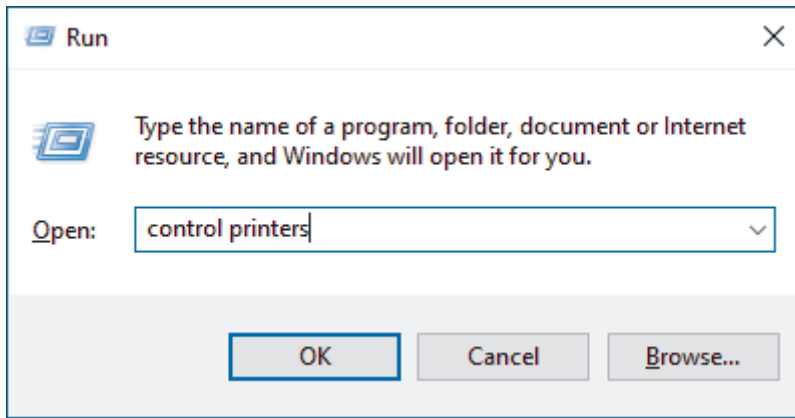 Run
Type the name of a program, folder, document or Internet
resource, and Windows will open it for you.
Open: control printers
OK Cancel Browse...